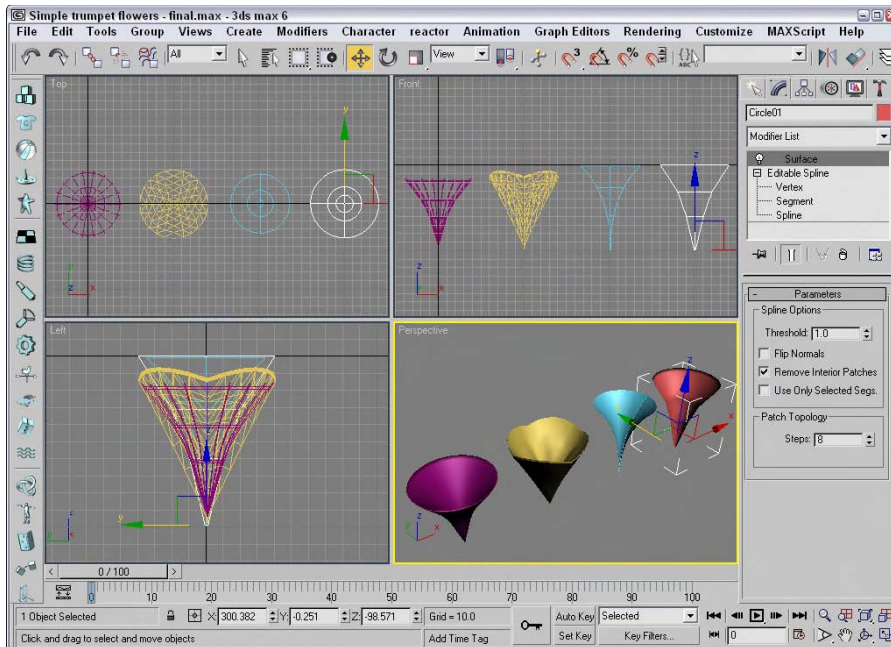 Simple trumpet flowers - final.max - 3ds max 6
File Edit Tools Group Views Create Modifiers Character reactor Animation Graph Editors Rendering Customize MAXScript Help
All View 3 % ABC
Top Front
y z
y z x z x
Circle01
Modifier List
Surface
Editable Spline
Vertex
Segment
Spline
Left Perspective
Parameters
Spline Options
Threshold: 1.0
Flip Normals
Remove Interior Patches
Use Only Selected Segs.
Patch Topology
Steps: 8
z z x
y z y x
< 0 / 100 >
0 10 20 30 40 50 60 70 80 90 100
1 Object Selected X: 300.382 Y: -0.251 Z: -98.571 Grid = 10.0 Auto Key Selected
Click and drag to select and move objects Add Time Tag Set Key Key Filters... 0